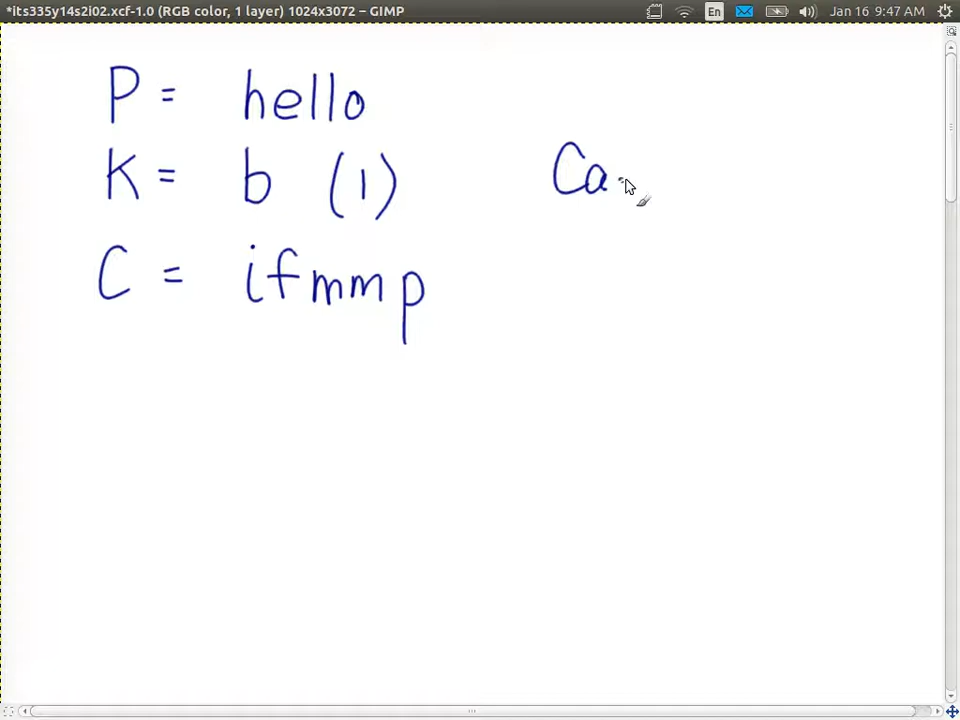 *its335y14s2i02.xcf-1.0 (RGB color, 1 layer) 1024x3072 – GIMP
En
Jan 16 9:47 AM
P = hello
K = b (1)
Ca
C = ifmmp